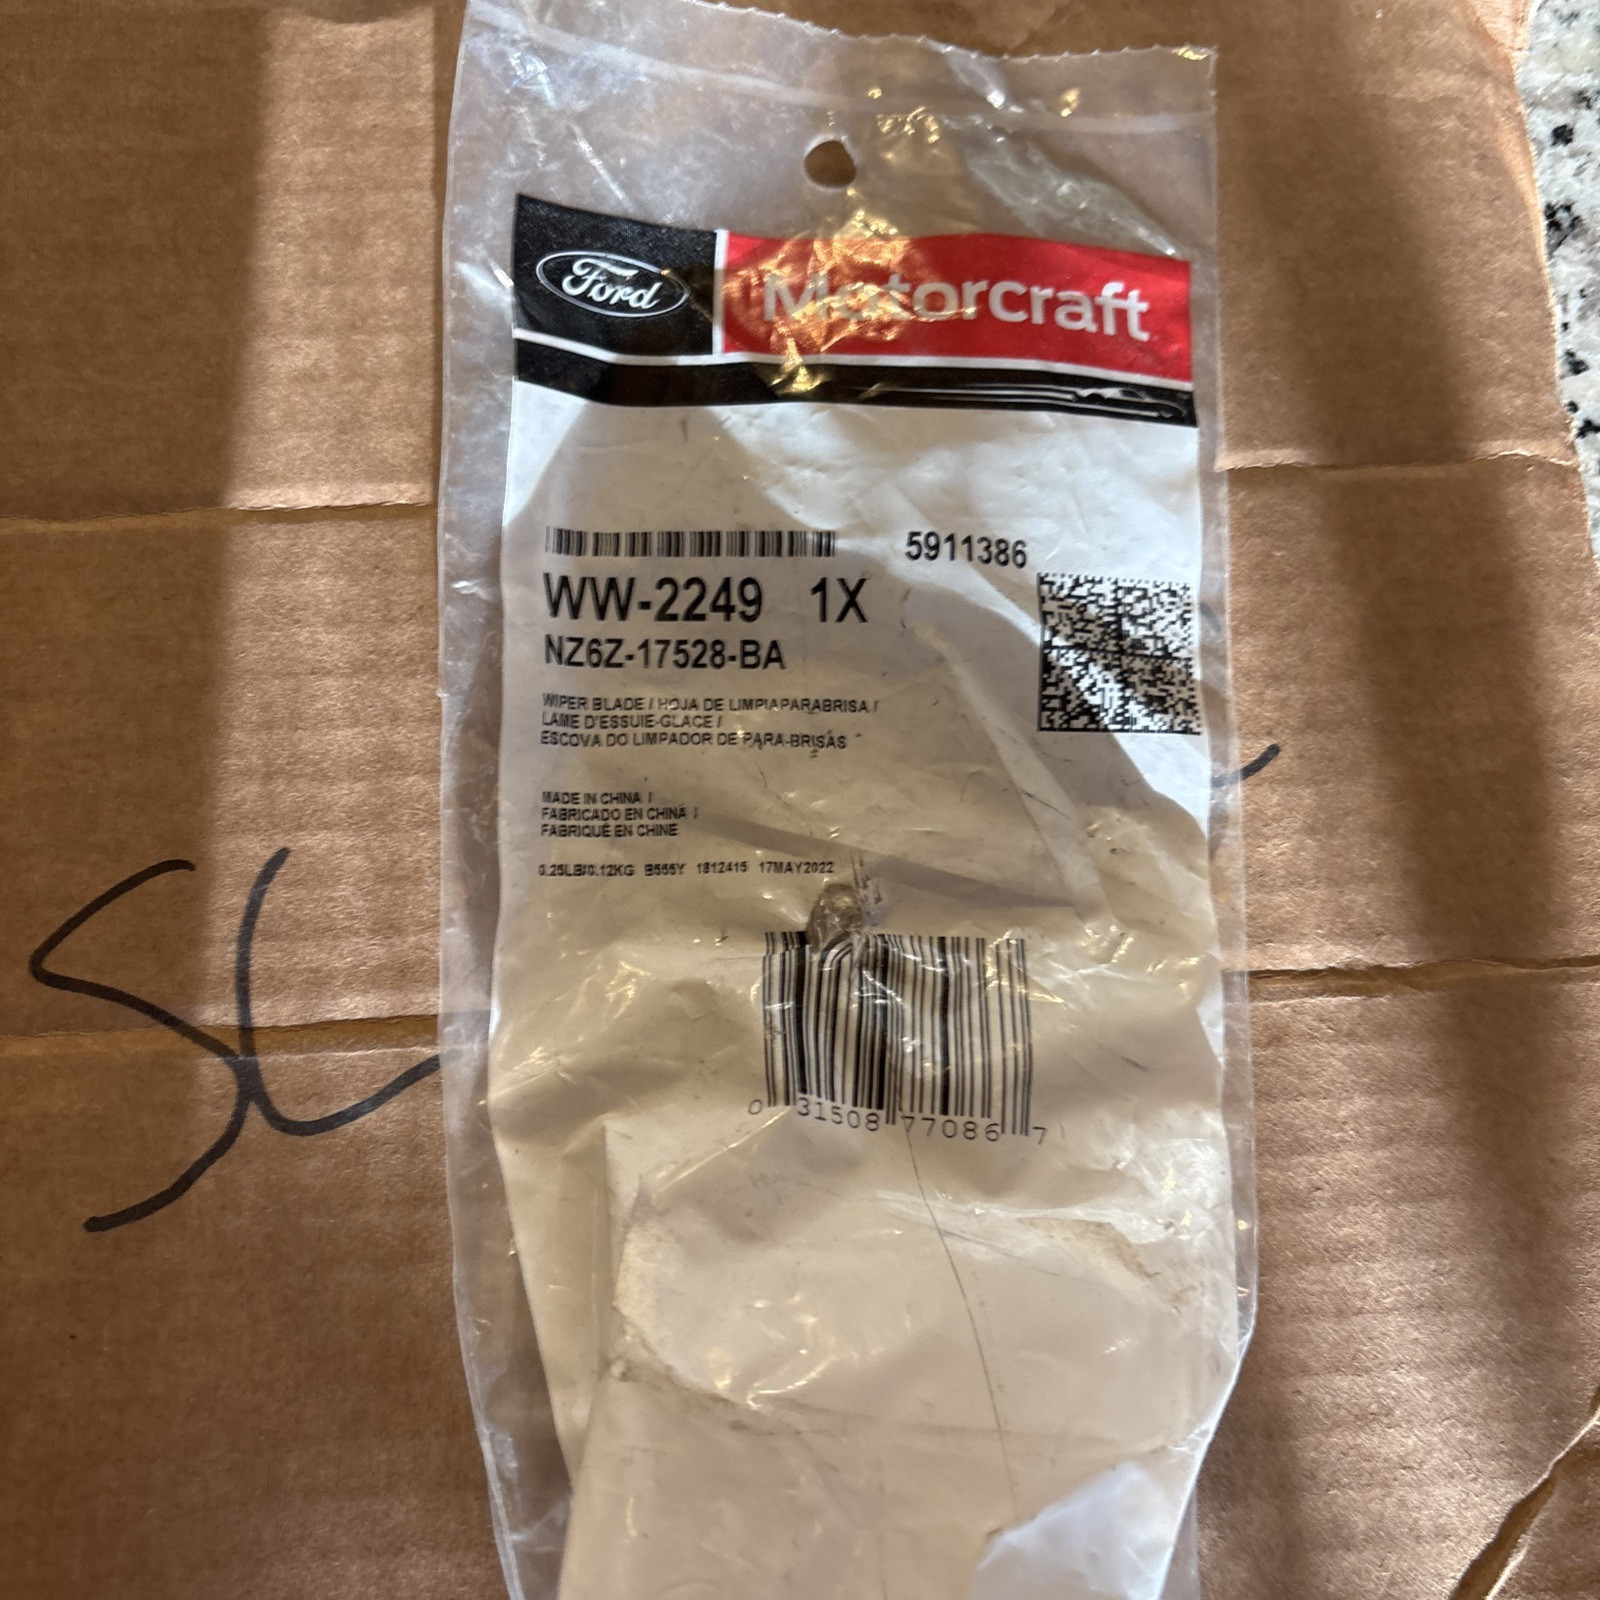 Ford
Motorcraft
5911386
WW-2249 1X
NZ6Z-17528-BA
WIPER BLADE / HOJA DE LIMPIAPARABRISA /
LAME D'ESSUIE-GLACE /
ESCOVA DO LIMPADOR DE PARA-BRISAS
MADE IN CHINA /
FABRICADO EN CHINA /
FABRIQUÉ EN CHINE
0.25LB/0.12KG B555Y 1812415 17MAY2022
0 31508 77086 7
SL